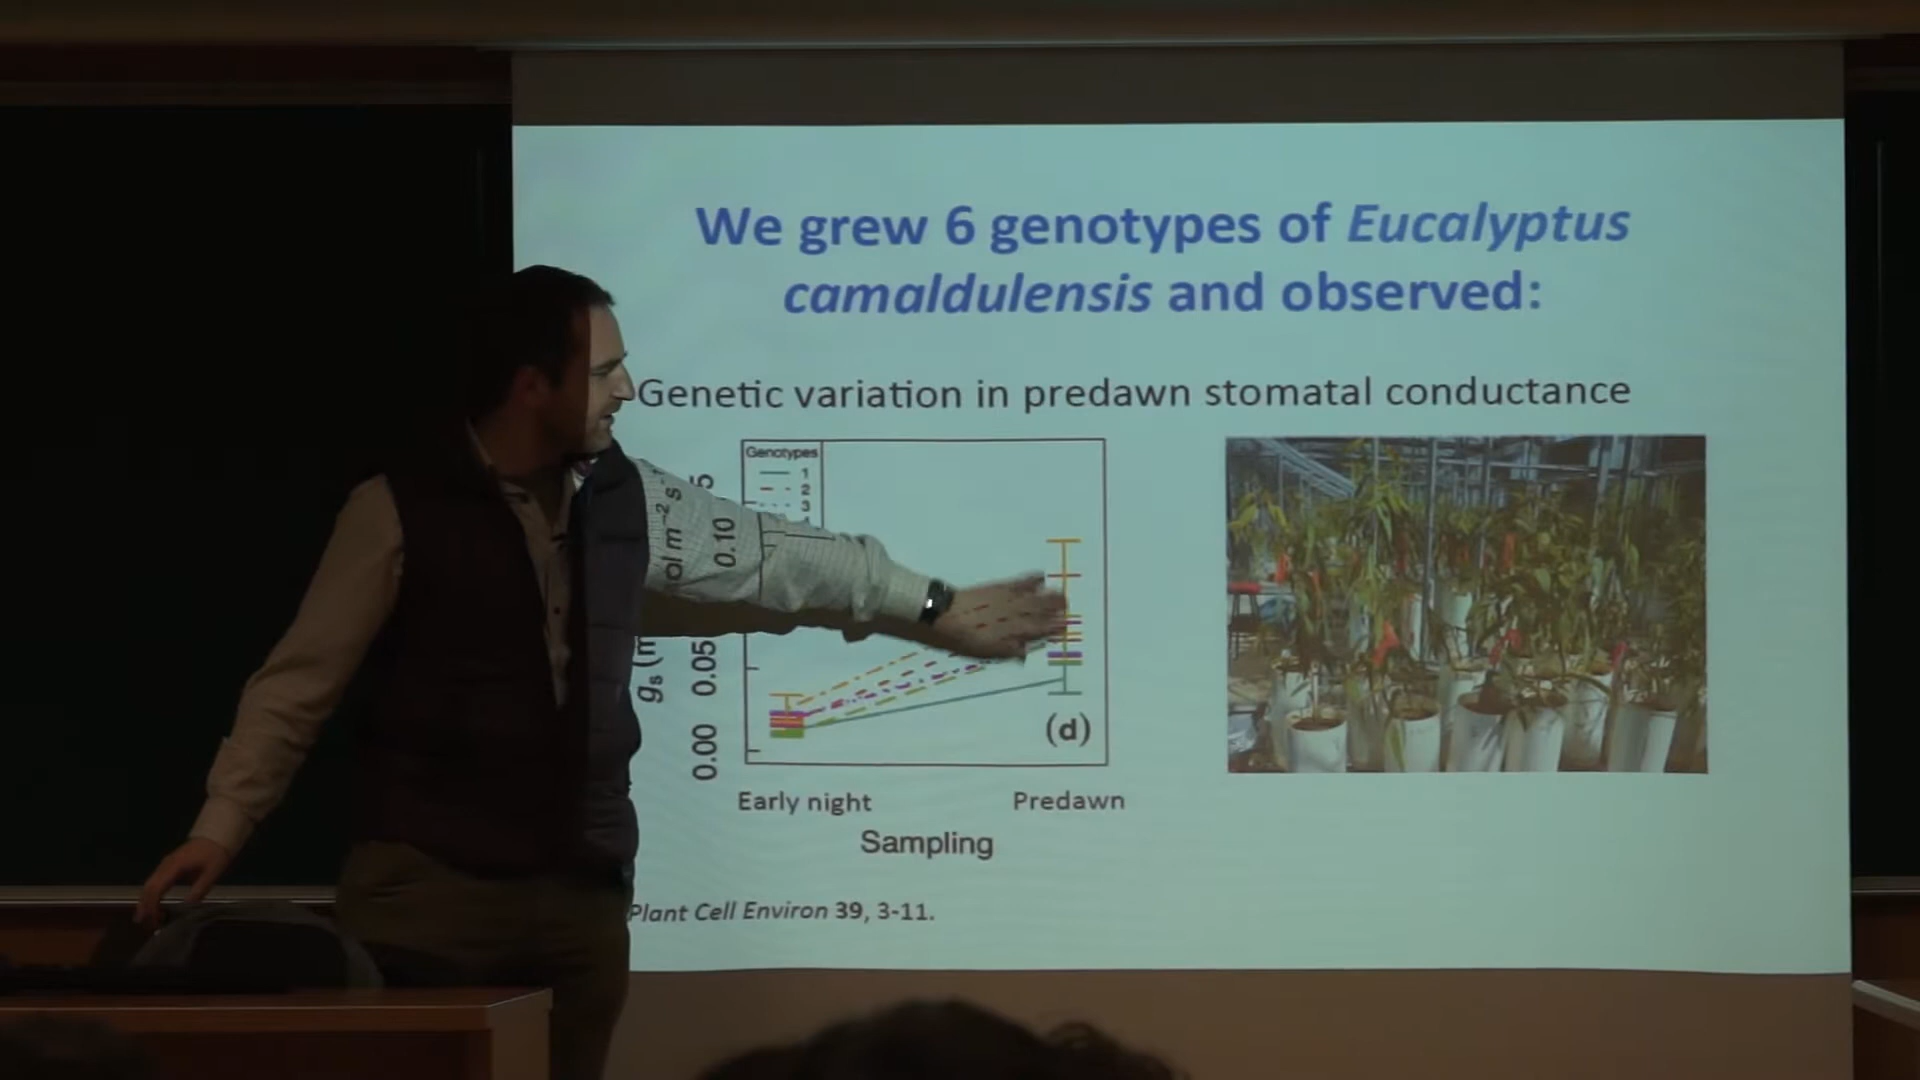 We grew 6 genotypes of Eucalyptus
camaldulensis and observed:
Genetic variation in predawn stomatal conductance
Genotypes
1
2
3
0.10
0.05
0.00
(d)
Early night Predawn
Sampling
Plant Cell Environ 39, 3-11.